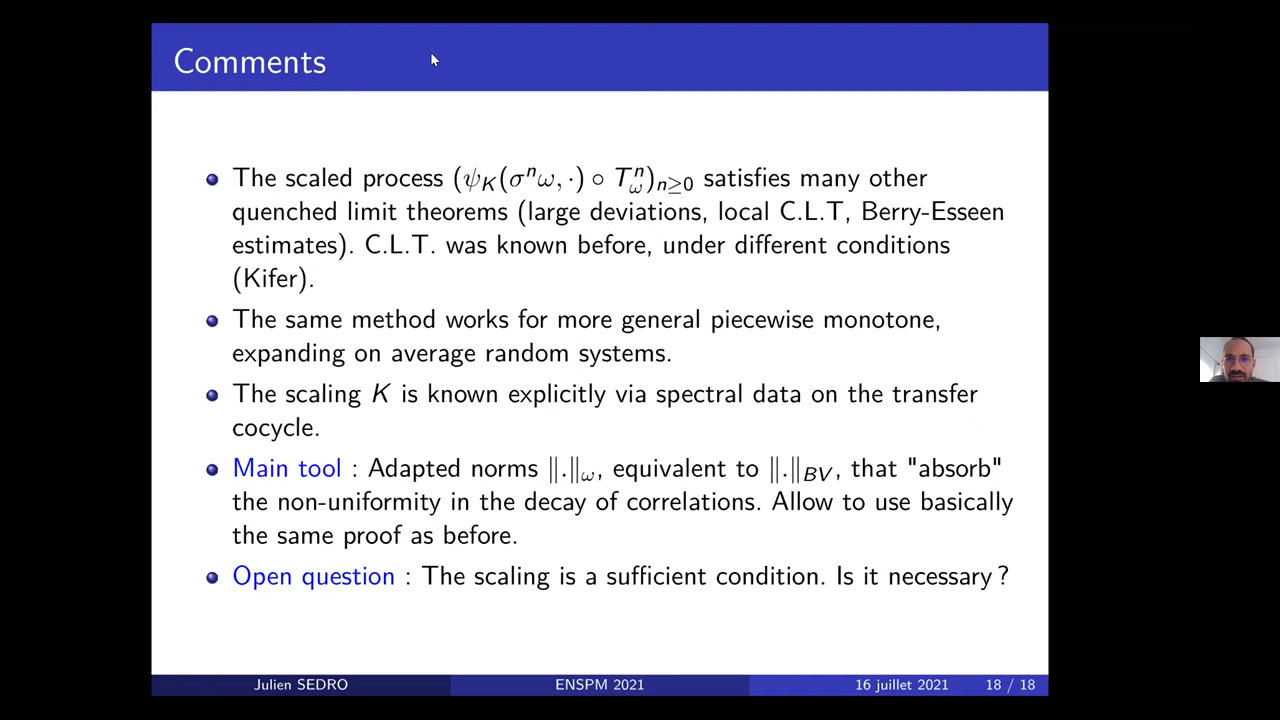 Comments
The scaled process (ψ_K(σⁿω, ·) ∘ T_ωⁿ)_{n≥0} satisfies many other
quenched limit theorems (large deviations, local C.L.T, Berry-Esseen
estimates). C.L.T. was known before, under different conditions
(Kifer).
The same method works for more general piecewise monotone,
expanding on average random systems.
The scaling K is known explicitly via spectral data on the transfer
cocycle.
Main tool : Adapted norms ‖.‖_ω, equivalent to ‖.‖_{BV}, that "absorb"
the non-uniformity in the decay of correlations. Allow to use basically
the same proof as before.
Open question : The scaling is a sufficient condition. Is it necessary ?
Julien SEDRO ENSPM 2021 16 juillet 2021 18 / 18